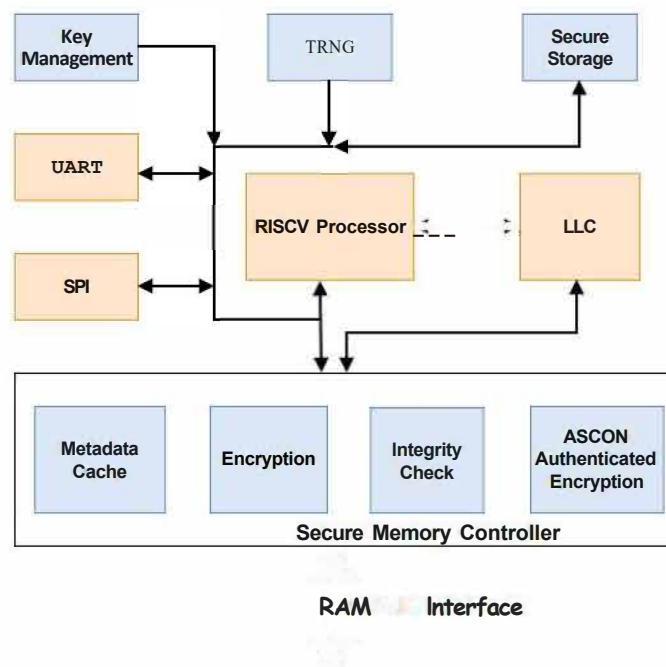 Key
Management
TRNG
Secure
Storage
UART
RISCV Processor
LLC
SPI
Metadata
Cache
Encryption
Integrity
Check
ASCON
Authenticated
Encryption
Secure Memory Controller
RAM Interface